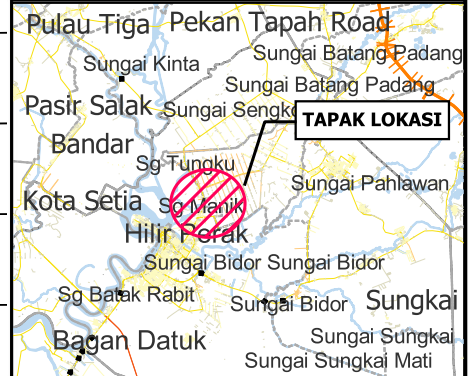 Pulau Tiga Pekan Tapah Road
Sungai Batang Padang
Sungai Kinta
Sungai Batang Padang
Pasir Salak Sungai Sengko
TAPAK LOKASI
Bandar
Sg Tungku
Sungai Pahlawan
Kota Setia Sg Manik
Hilir Perak
Sungai Bidor Sungai Bidor
Sg Batak Rabit Sungai Bidor Sungkai
Bagan Datuk Sungai Sungkai
Sungai Sungkai Mati